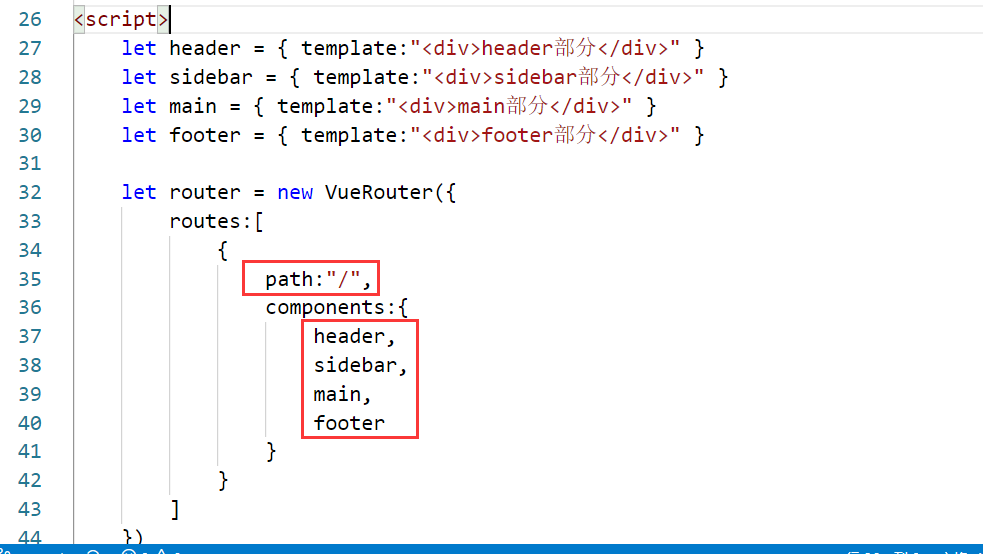 26 <script>
27 let header = { template:"<div>header部分</div>" }
28 let sidebar = { template:"<div>sidebar部分</div>" }
29 let main = { template:"<div>main部分</div>" }
30 let footer = { template:"<div>footer部分</div>" }
31
32 let router = new VueRouter({
33 routes:[
34 {
35 path:"/",
36 components:{
37 header,
38 sidebar,
39 main,
40 footer
41 }
42 }
43 ]
44 })